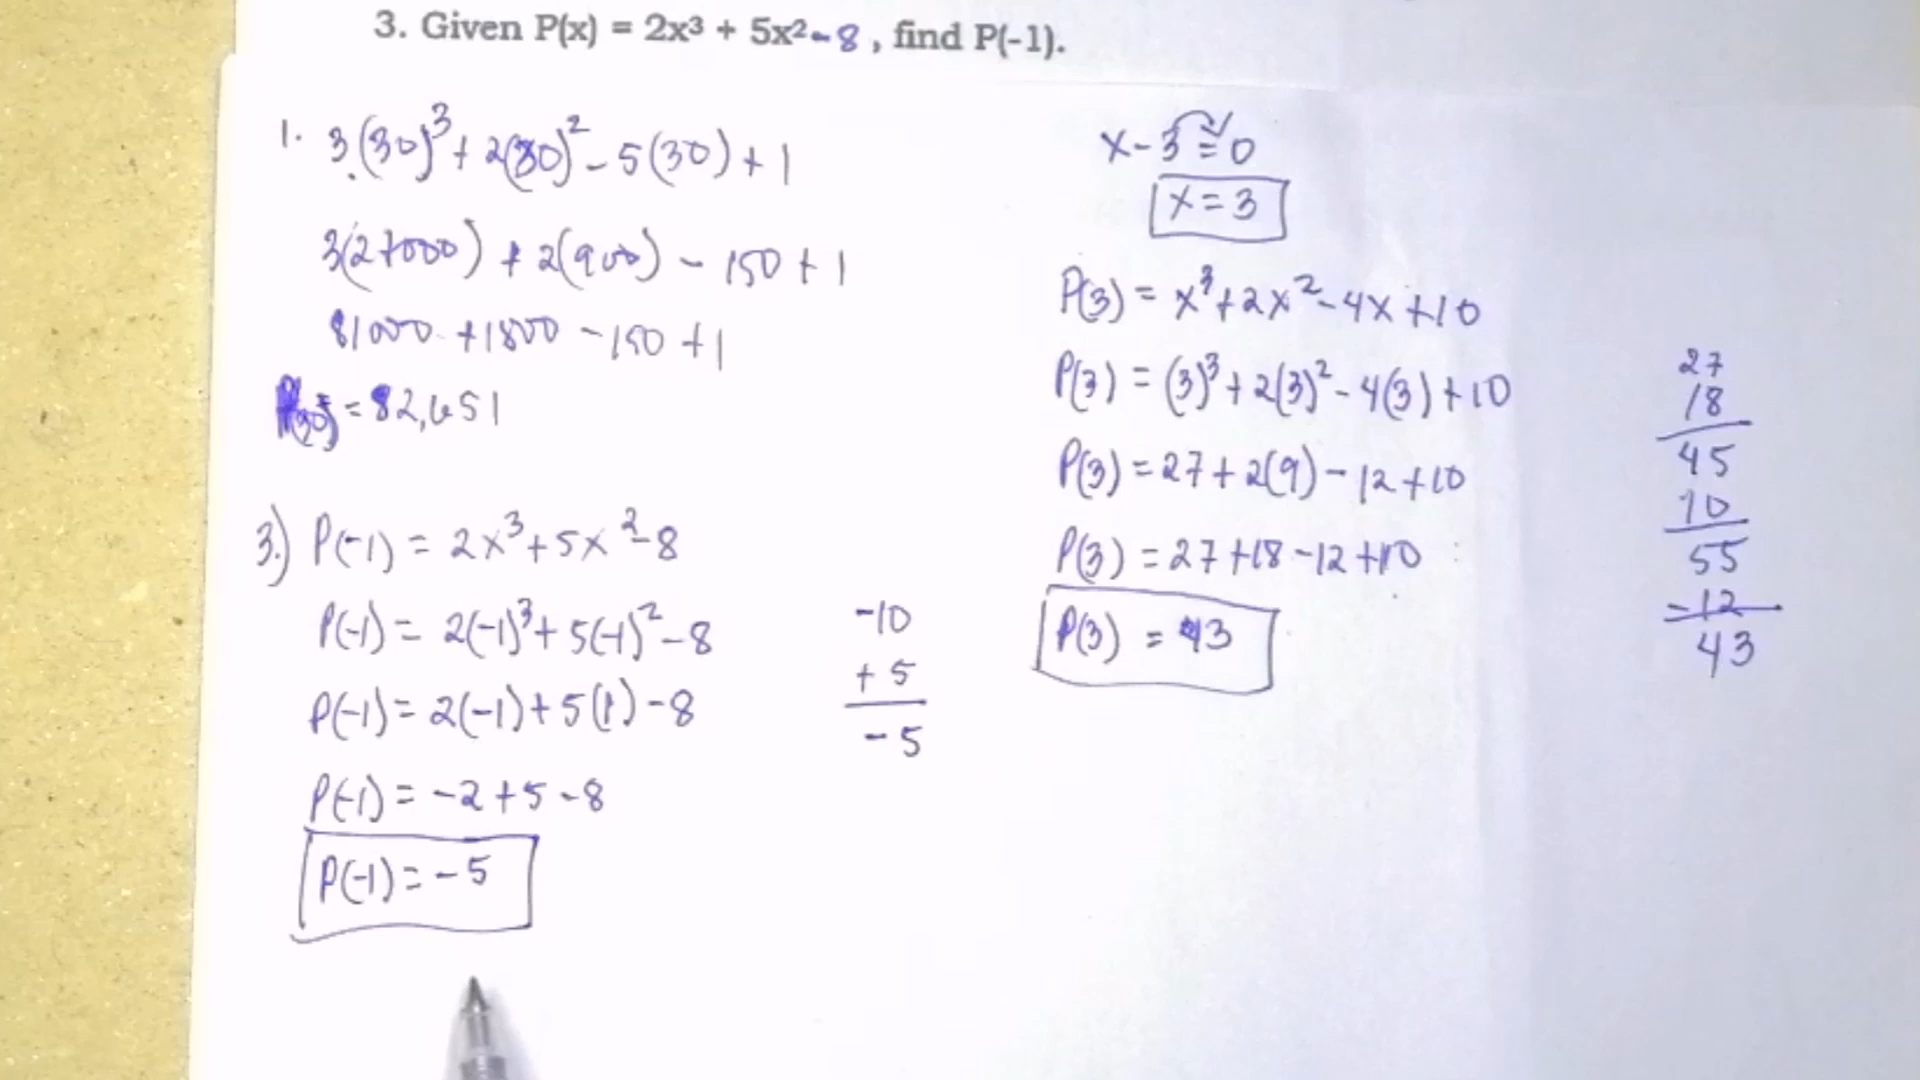 3. Given P(x) = 2x³ + 5x² - 8, find P(-1).
1. 3(30)³ + 2(30)² - 5(30) + 1
3(27000) + 2(900) - 150 + 1
81000 + 1800 - 150 + 1
P(30) = 82,651
3.) P(-1) = 2x³ + 5x² - 8
P(-1) = 2(-1)³ + 5(-1)² - 8
P(-1) = 2(-1) + 5(1) - 8
P(-1) = -2 + 5 - 8
P(-1) = -5
-10
+ 5
- 5
x - 3 = 0
x = 3
P(3) = x³ + 2x² - 4x + 10
P(3) = (3)³ + 2(3)² - 4(3) + 10
P(3) = 27 + 2(9) - 12 + 10
P(3) = 27 + 18 - 12 + 10
P(3) = 43
27
18
45
10
55
-12
43